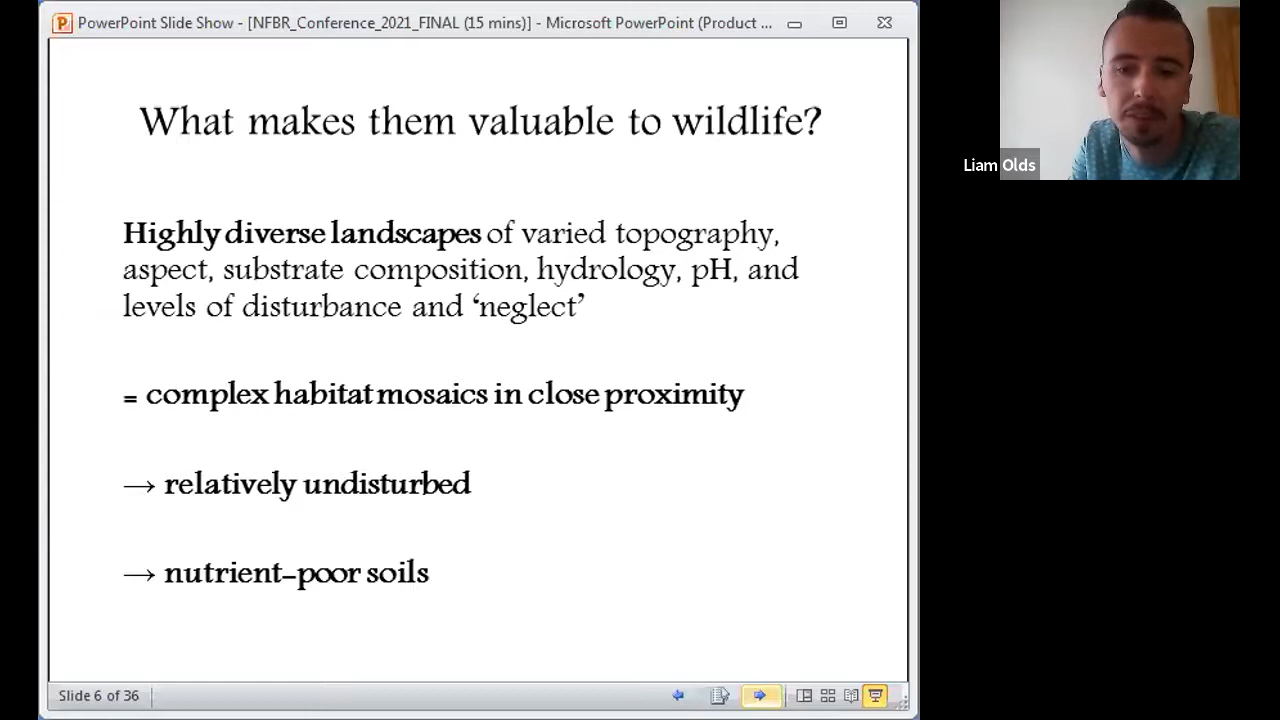 PowerPoint Slide Show - [NFBR_Conference_2021_FINAL (15 mins)] - Microsoft PowerPoint (Product ...
What makes them valuable to wildlife?
Highly diverse landscapes of varied topography,
aspect, substrate composition, hydrology, pH, and
levels of disturbance and ‘neglect’
= complex habitat mosaics in close proximity
→ relatively undisturbed
→ nutrient-poor soils
Slide 6 of 36
Liam Olds